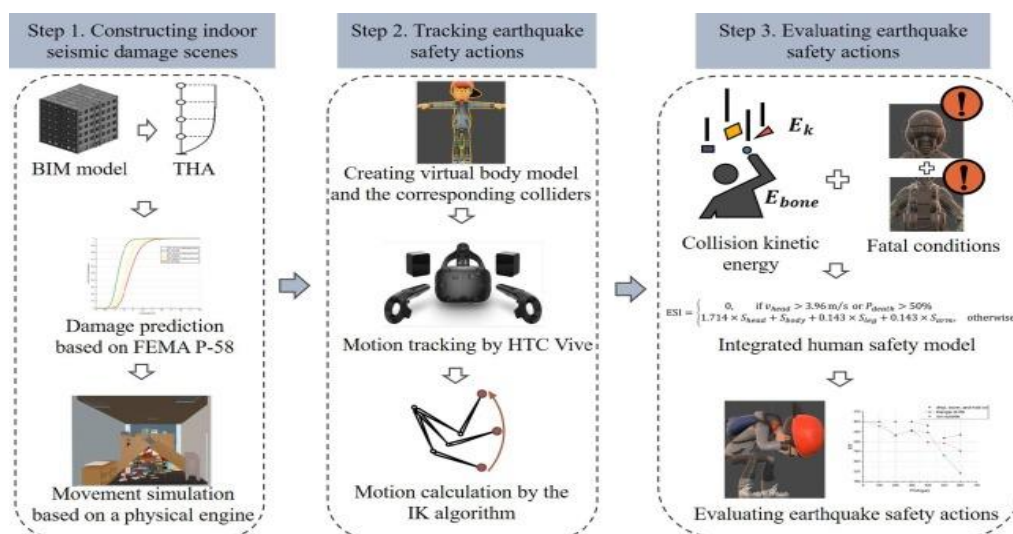 Step 1. Constructing indoor
seismic damage scenes
BIM model
THA
Damage prediction
based on FEMA P-58
Movement simulation
based on a physical engine
Step 2. Tracking earthquake
safety actions
Creating virtual body model
and the corresponding colliders
Motion tracking by HTC Vive
Motion calculation by the
IK algorithm
Step 3. Evaluating earthquake
safety actions
E_k
E_bone
Collision kinetic
energy
Fatal conditions
ESI = { 0, if v_head > 3.96 m/s or P_death > 50%
1.714 × S_head + S_body + 0.143 × S_leg + 0.143 × S_arm, otherwise
Integrated human safety model
Evaluating earthquake safety actions